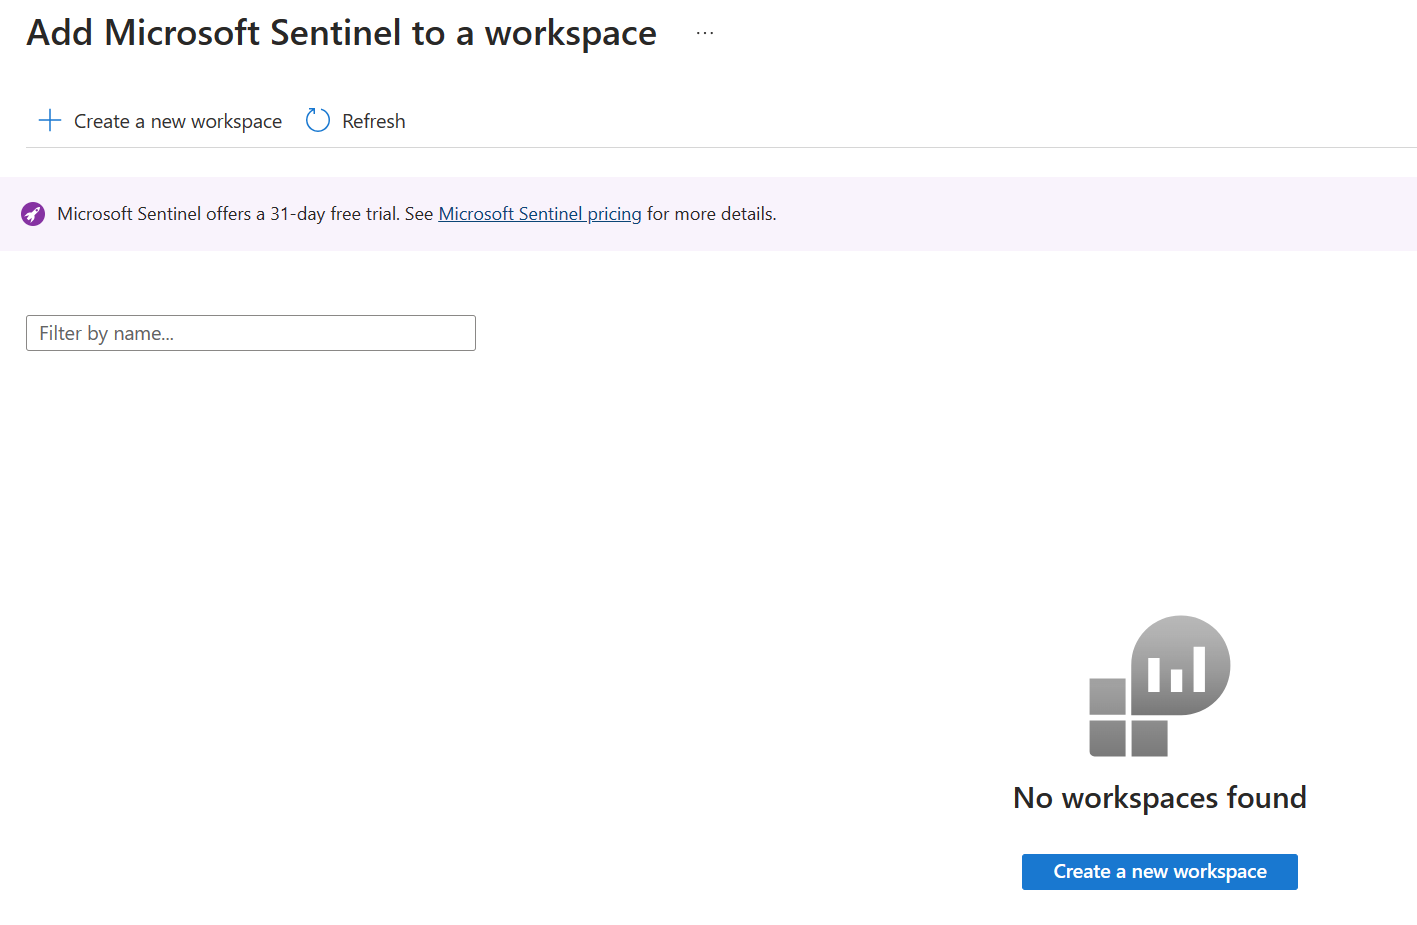 Add Microsoft Sentinel to a workspace ...
Create a new workspace Refresh
Microsoft Sentinel offers a 31-day free trial. See Microsoft Sentinel pricing for more details.
Filter by name...
No workspaces found
Create a new workspace